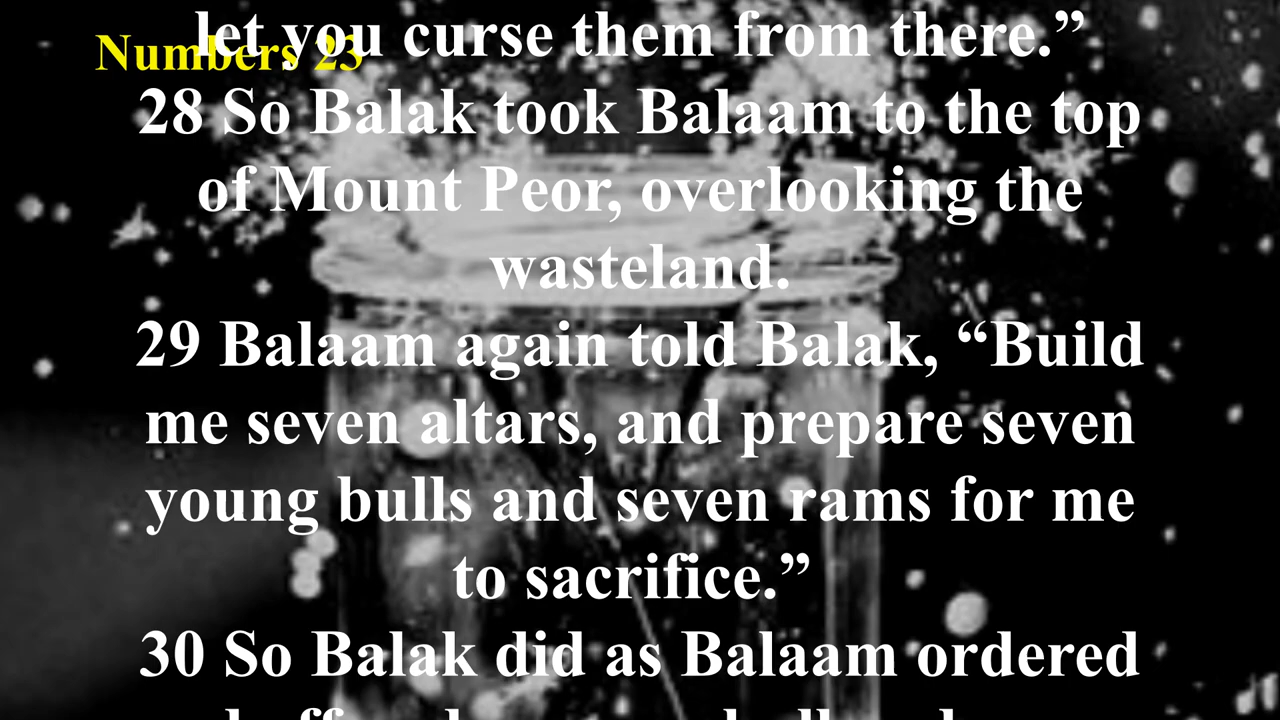 let you curse them from there.”
Numbers 23
28 So Balak took Balaam to the top
of Mount Peor, overlooking the
wasteland.
29 Balaam again told Balak, “Build
me seven altars, and prepare seven
young bulls and seven rams for me
to sacrifice.”
30 So Balak did as Balaam ordered